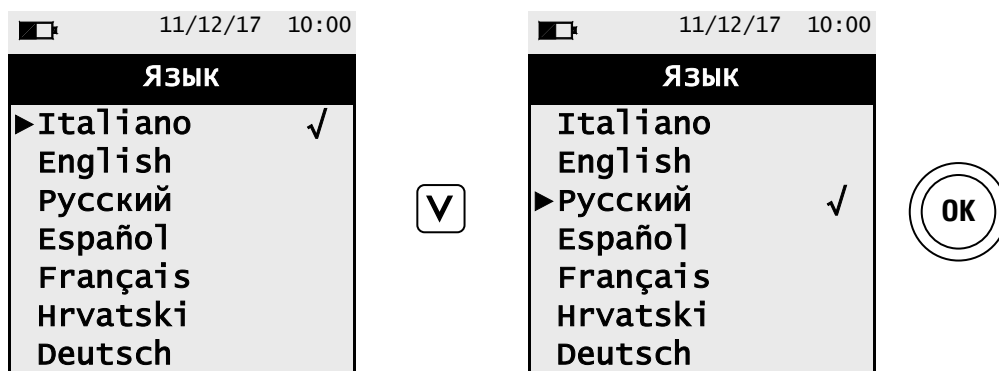 11/12/17 10:00
Язык
►Italiano √
English
Русский
Español
Français
Hrvatski
Deutsch
V
11/12/17 10:00
Язык
Italiano
English
►Русский √
Español
Français
Hrvatski
Deutsch
OK